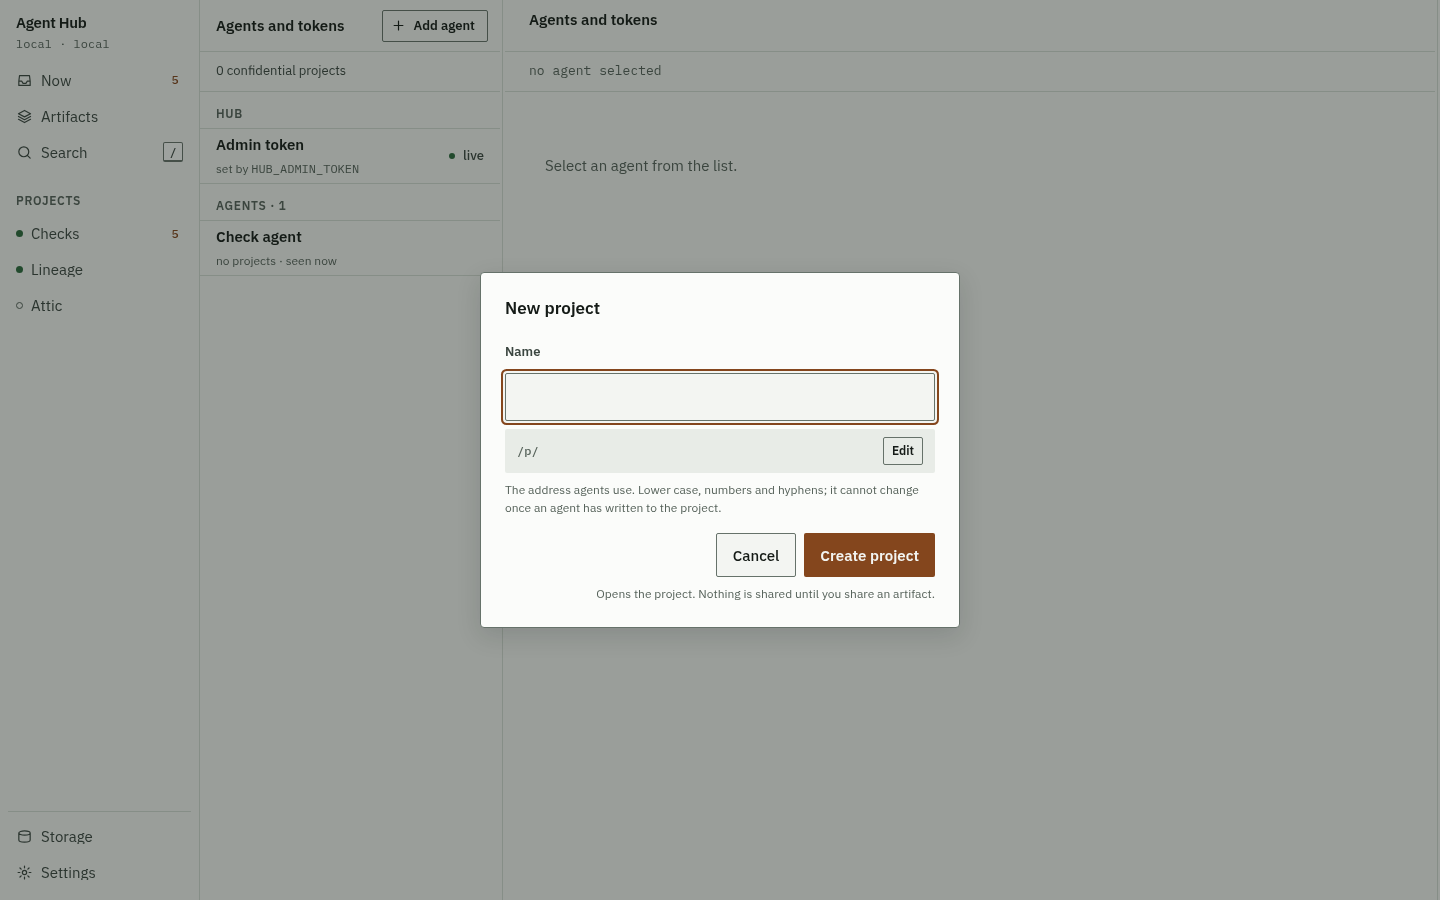 Agent Hub
local · local
Now 5
Artifacts
Search /
PROJECTS
Checks 5
Lineage
Attic
Storage
Settings
Agents and tokens
Add agent
0 confidential projects
HUB
Admin token
set by HUB_ADMIN_TOKEN
live
AGENTS · 1
Check agent
no projects · seen now
Agents and tokens
no agent selected
Select an agent from the list.
New project
Name
/p/
Edit
The address agents use. Lower case, numbers and hyphens; it cannot change
once an agent has written to the project.
Cancel
Create project
Opens the project. Nothing is shared until you share an artifact.